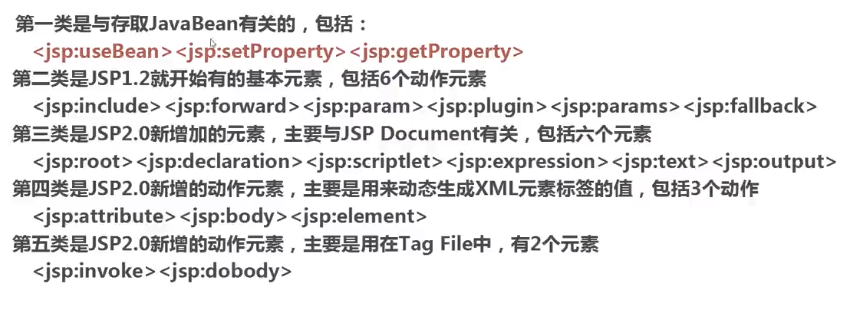 第一类是与存取JavaBean有关的，包括：
<jsp:useBean><jsp:setProperty><jsp:getProperty>
第二类是JSP1.2就开始有的基本元素，包括6个动作元素
<jsp:include><jsp:forward><jsp:param><jsp:plugin><jsp:params><jsp:fallback>
第三类是JSP2.0新增加的元素，主要与JSP Document有关，包括六个元素
<jsp:root><jsp:declaration><jsp:scriptlet><jsp:expression><jsp:text><jsp:output>
第四类是JSP2.0新增的动作元素，主要是用来动态生成XML元素标签的值，包括3个动作
<jsp:attribute><jsp:body><jsp:element>
第五类是JSP2.0新增的动作元素，主要是用在Tag File中，有2个元素
<jsp:invoke><jsp:dobody>